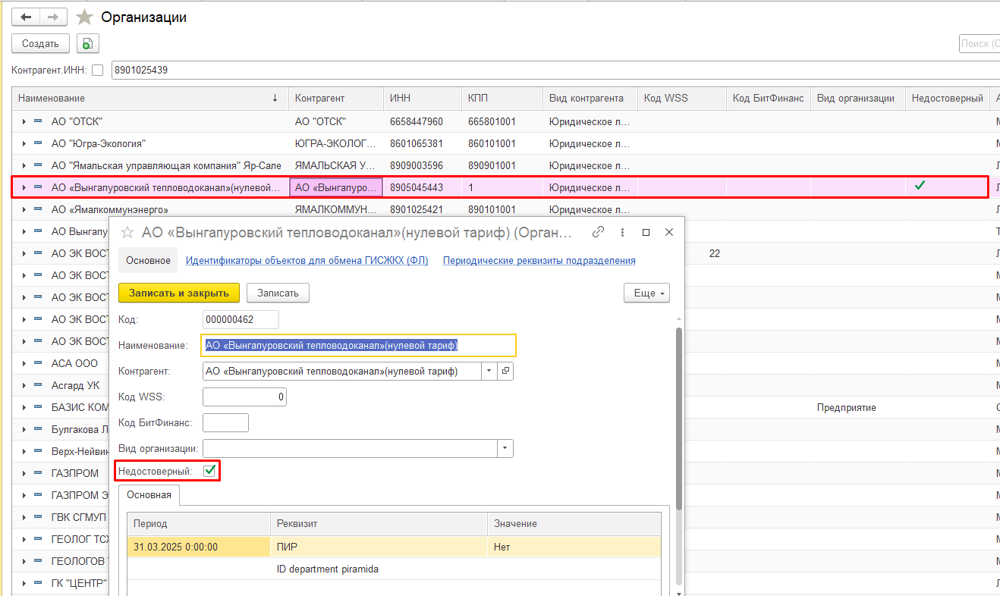 Организации
Создать
Поиск (С
Контрагент.ИНН: 8901025439
Наименование ↓ Контрагент ИНН КПП Вид контрагента Код WSS Код БитФинанс Вид организации Недостоверный
АО "ОТСК" АО "ОТСК" 6658447960 665801001 Юридическое л...
АО "Югра-Экология" ЮГРА-ЭКОЛОГ... 8601065381 860101001 Юридическое л...
АО "Ямальская управляющая компания" Яр-Сале ЯМАЛЬСКАЯ У... 8909003596 890901001 Юридическое л...
АО «Вынгапуровский тепловодоканал»(нулевой... АО «Вынгапуро... 8905045443 1 Юридическое л...
АО «Ямалкоммунэнерго» ЯМАЛКОММУН... 8901025421 890101001 Юридическое л...
АО Вынгапу
АО ЭК ВОСТ 22
АО ЭК ВОСТ
АО ЭК ВОСТ
АО ЭК ВОСТ
АО ЭК ВОСТ
АСА ООО
Асгард УК
БАЗИС КОМ Предприятие
Булгакова Л
Верх-Нейвин
ГАЗПРОМ
ГАЗПРОМ Э
ГВК СГМУП
ГЕОЛОГ ТСЖ
ГЕОЛОГОВ
ГК "ЦЕНТР"
АО «Вынгапуровский тепловодоканал»(нулевой тариф) (Орган...
Основное Идентификаторы объектов для обмена ГИСЖКХ (ФЛ) Периодические реквизиты подразделения
Записать и закрыть Записать Еще
Код: 000000462
Наименование: АО «Вынгапуровский тепловодоканал»(нулевой тариф)
Контрагент: АО «Вынгапуровский тепловодоканал»(нулевой тариф)
Код WSS: 0
Код БитФинанс:
Вид организации:
Недостоверный:
Основная
Период Реквизит Значение
31.03.2025 0:00:00 ПИР Нет
ID department piramida